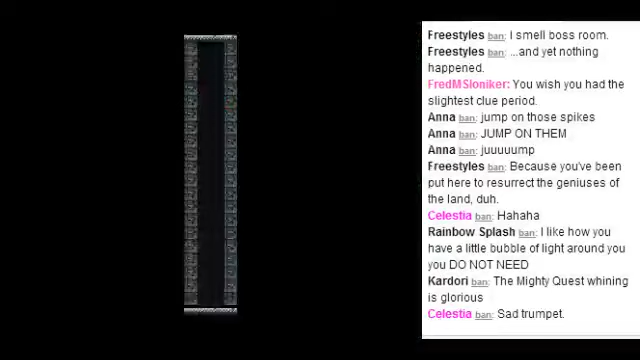 Freestyles ban: I smell boss room.
Freestyles ban: ...and yet nothing
happened.
FredMSloniker: You wish you had the
slightest clue period.
Anna ban: jump on those spikes
Anna ban: JUMP ON THEM
Anna ban: juuuuump
Freestyles ban: Because you've been
put here to resurrect the geniuses of
the land, duh.
Celestia ban: Hahaha
Rainbow Splash ban: I like how you
have a little bubble of light around you
you DO NOT NEED
Kardori ban: The Mighty Quest whining
is glorious
Celestia ban: Sad trumpet.